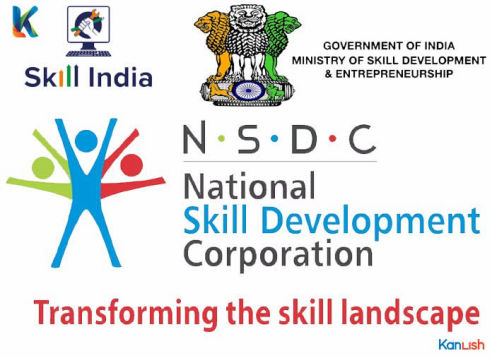 K
Skill India
GOVERNMENT OF INDIA
MINISTRY OF SKILL DEVELOPMENT
& ENTREPRENEURSHIP
N·S·D·C
National
Skill Development
Corporation
Transforming the skill landscape
KanLish